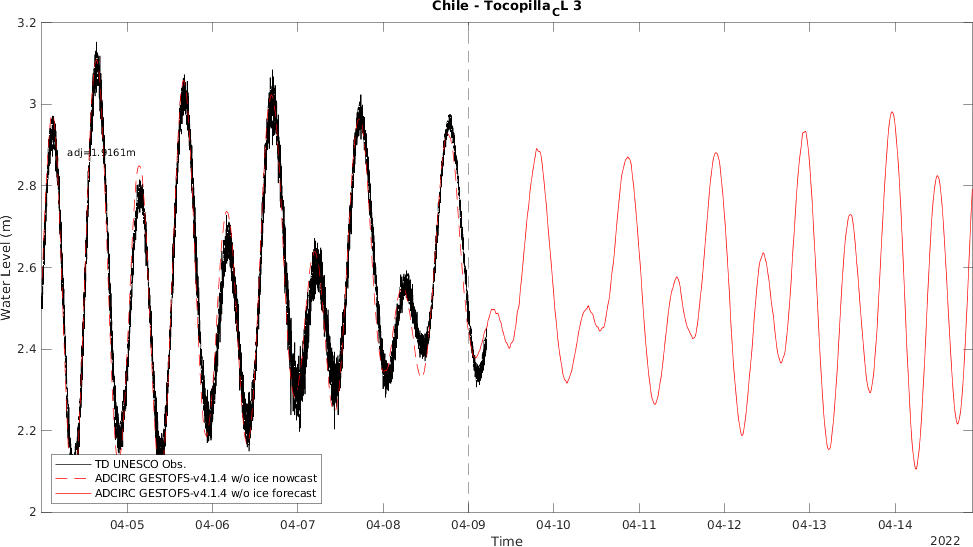 Chile - Tocopilla_CL 3
3.2
3
2.8
2.6
2.4
2.2
2
Water Level (m)
adj=1.9161m
TD UNESCO Obs.
ADCIRC GESTOFS-v4.1.4 w/o ice nowcast
ADCIRC GESTOFS-v4.1.4 w/o ice forecast
04-05 04-06 04-07 04-08 04-09 04-10 04-11 04-12 04-13 04-14
Time
2022